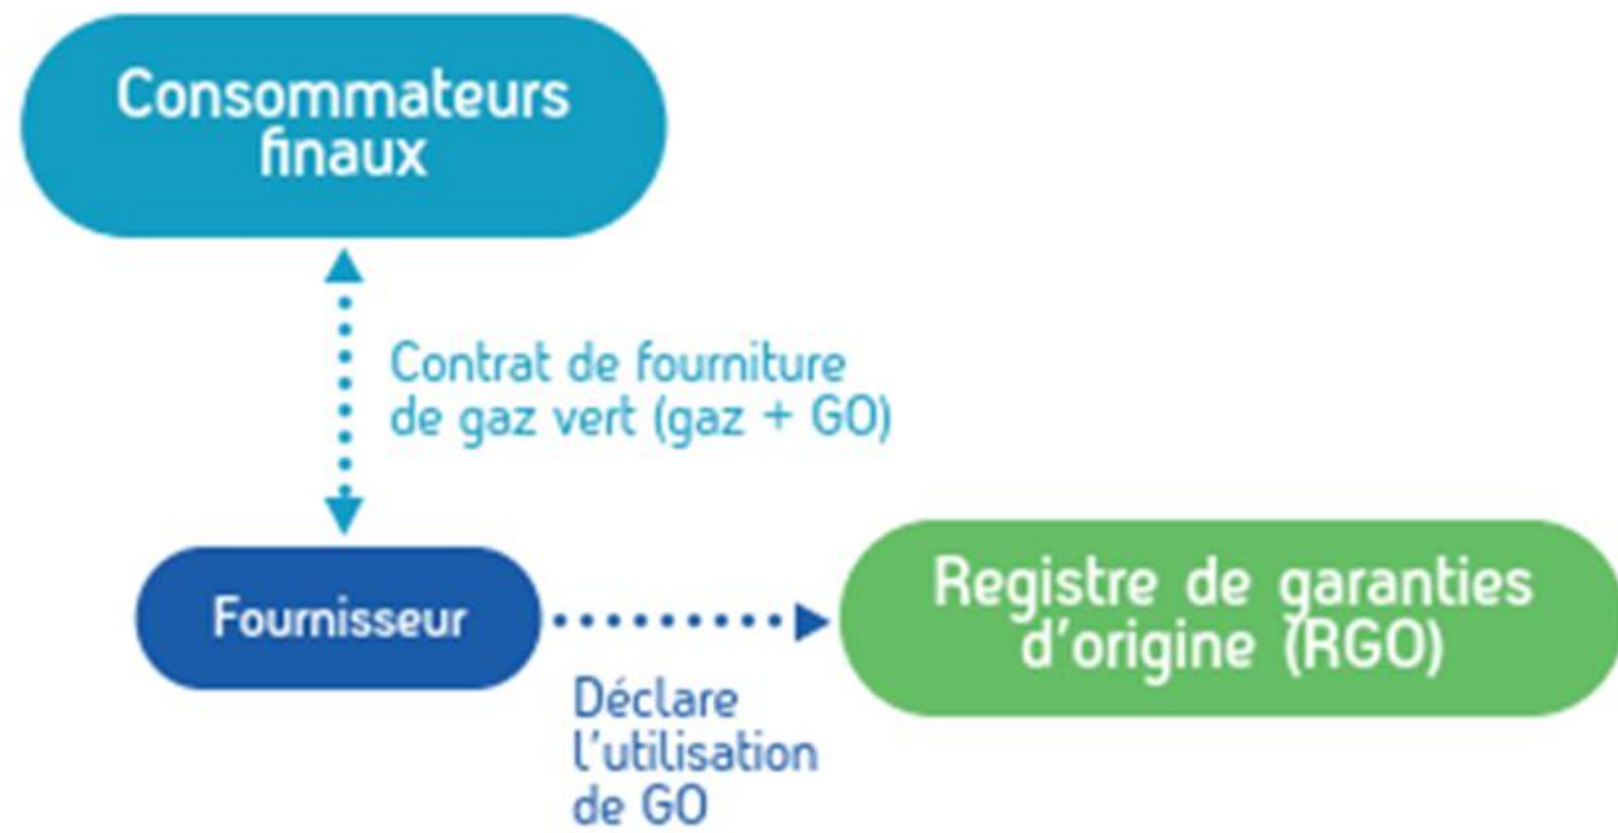 Consommateurs
finaux
Contrat de fourniture
de gaz vert (gaz + GO)
Fournisseur
Registre de garanties
d'origine (RGO)
Déclare
l'utilisation
de GO